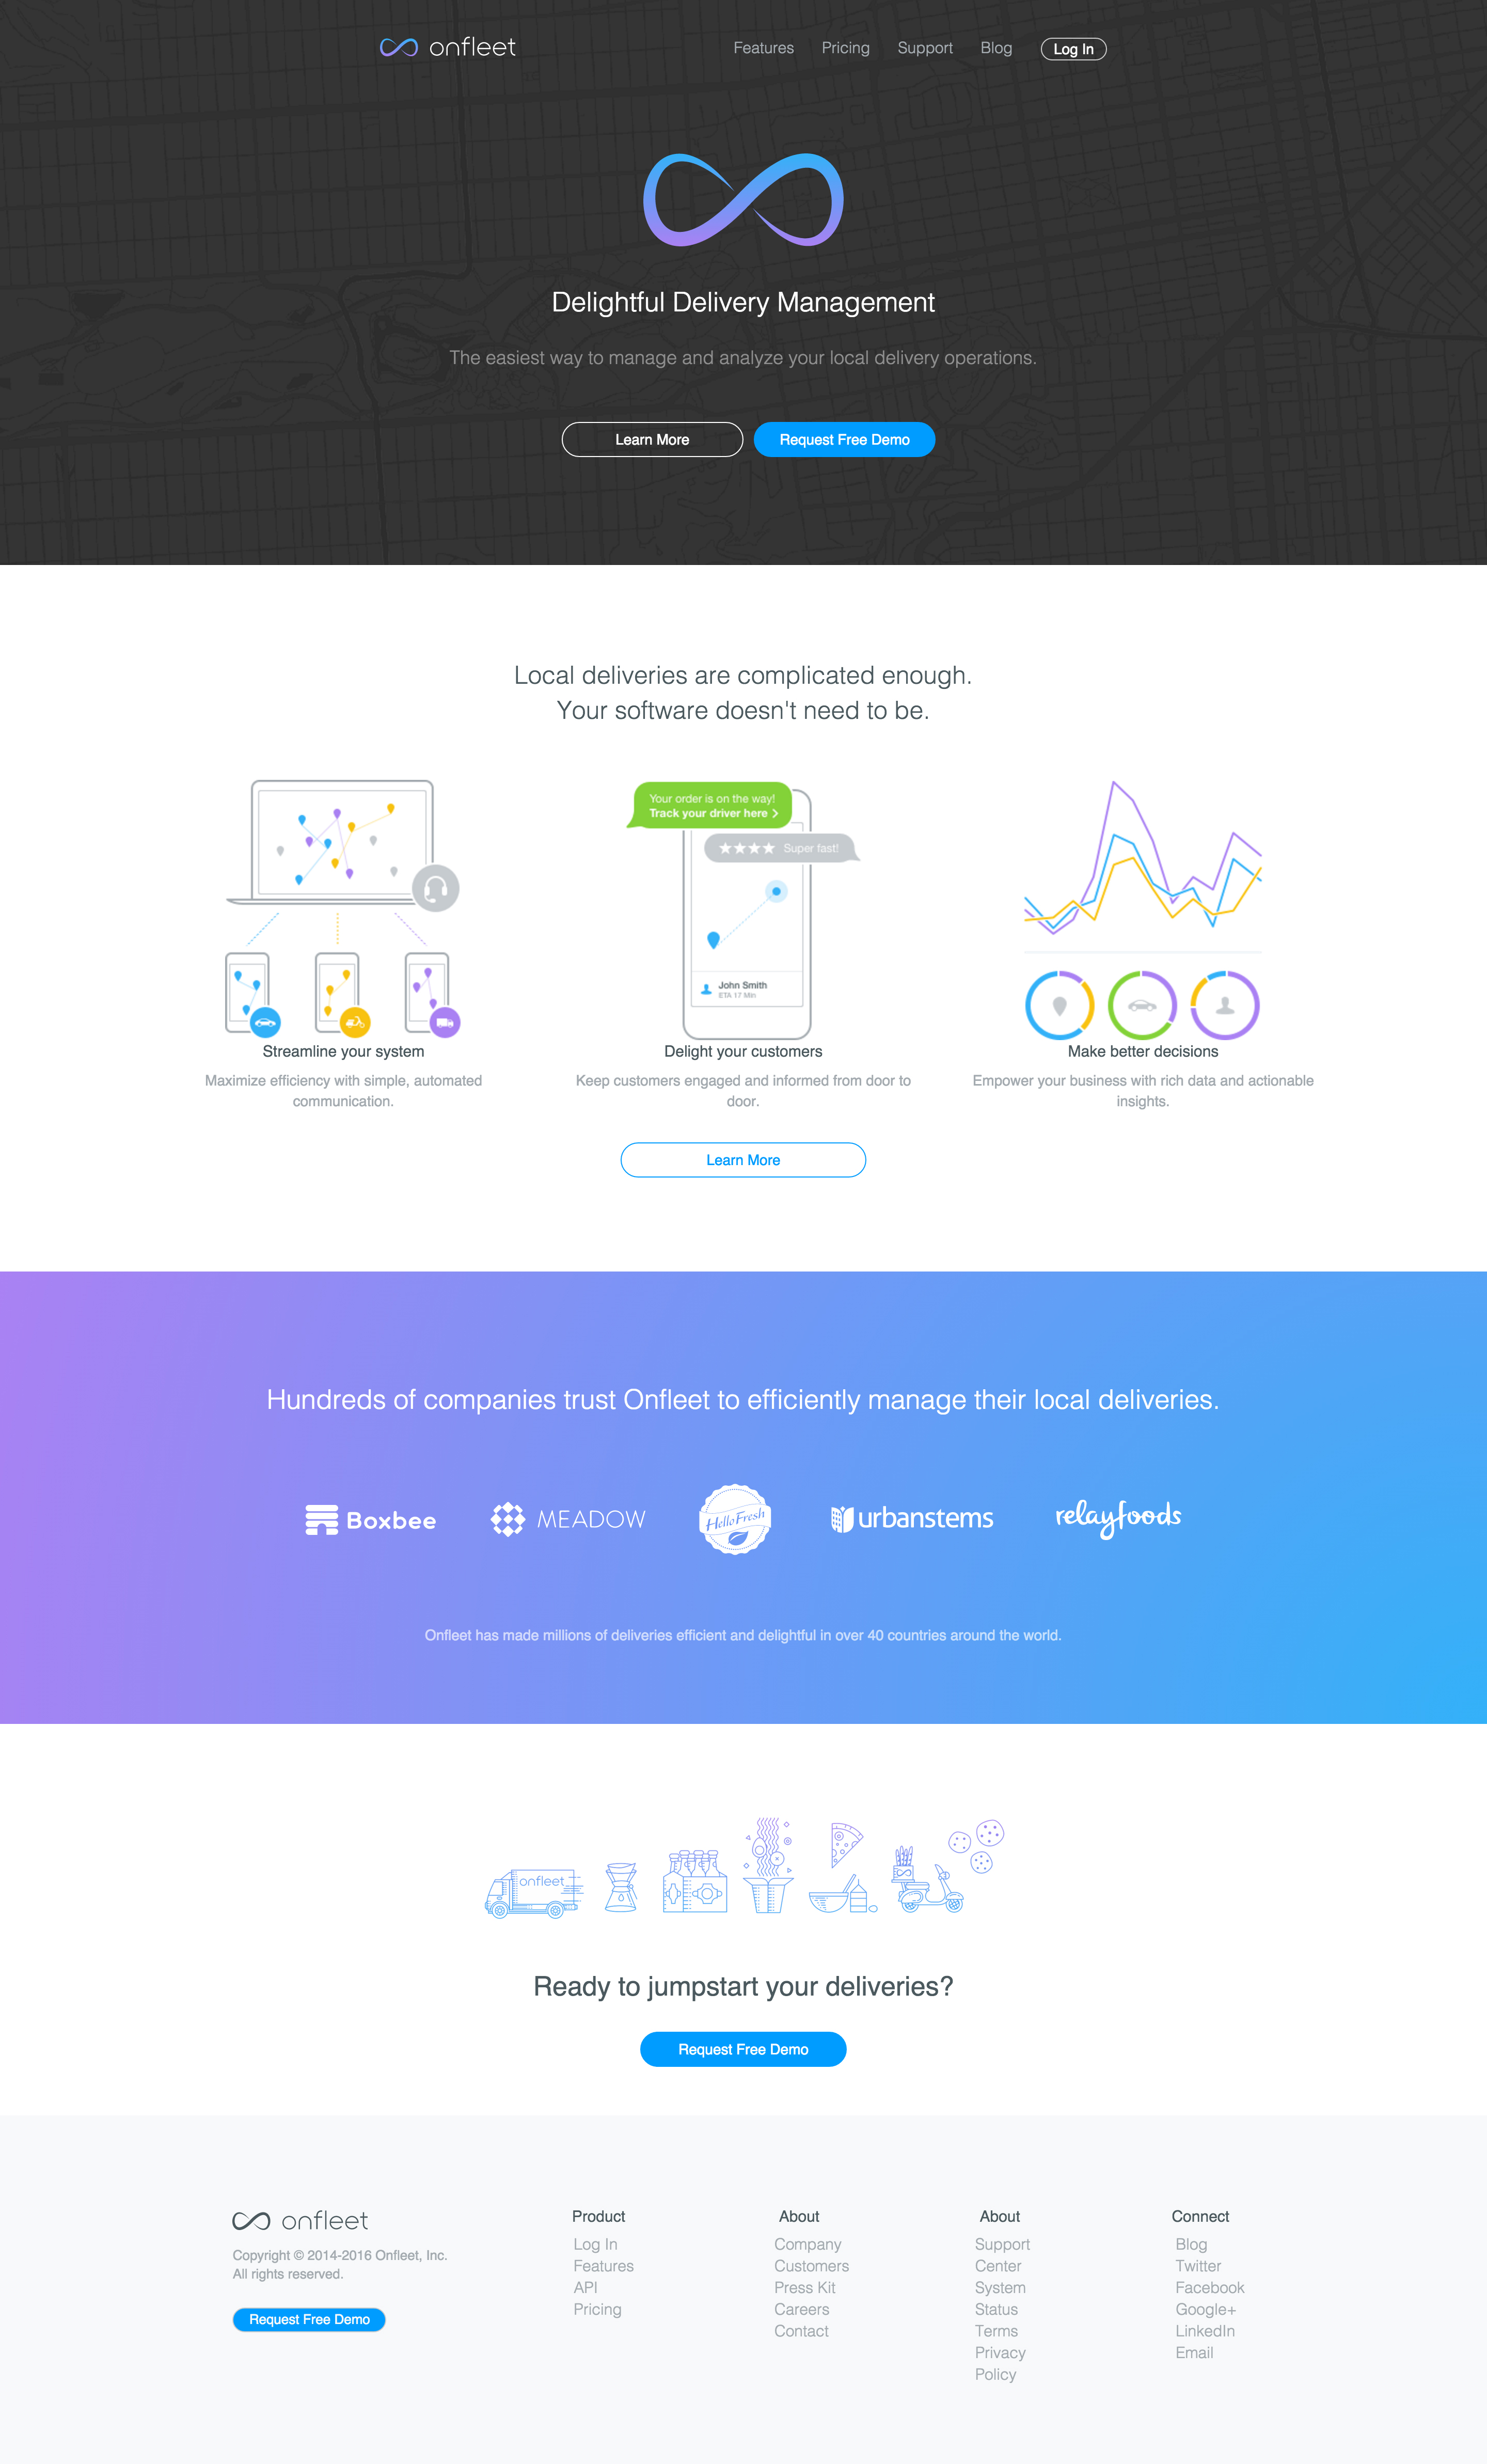 onfleet
Features Pricing Support Blog Log In
Delightful Delivery Management
The easiest way to manage and analyze your local delivery operations.
Learn More Request Free Demo
Local deliveries are complicated enough.
Your software doesn't need to be.
Your order is on the way!
Track your driver here >
★★★★ Super fast!
John Smith
ETA 17 Min
Streamline your system
Maximize efficiency with simple, automated
communication.
Delight your customers
Keep customers engaged and informed from door to
door.
Make better decisions
Empower your business with rich data and actionable
insights.
Learn More
Hundreds of companies trust Onfleet to efficiently manage their local deliveries.
Boxbee MEADOW HelloFresh urbanstems relayfoods
Onfleet has made millions of deliveries efficient and delightful in over 40 countries around the world.
onfleet
Ready to jumpstart your deliveries?
Request Free Demo
onfleet
Copyright © 2014-2016 Onfleet, Inc.
All rights reserved.
Request Free Demo
Product
Log In
Features
API
Pricing
About
Company
Customers
Press Kit
Careers
Contact
About
Support
Center
System
Status
Terms
Privacy
Policy
Connect
Blog
Twitter
Facebook
Google+
LinkedIn
Email